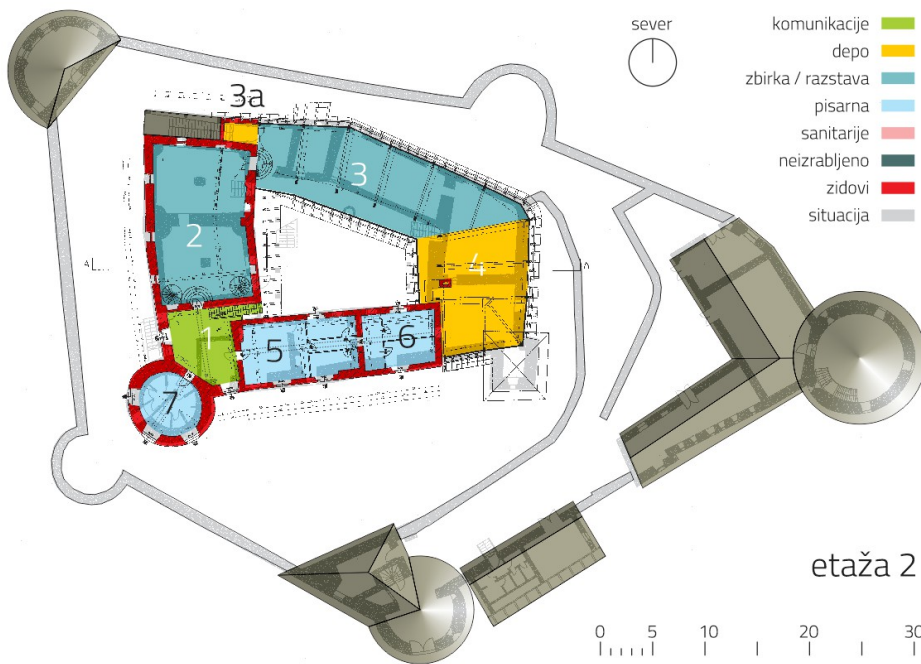 sever
komunikacije
depo
zbirka / razstava
pisarna
sanitarije
neizrabljeno
zidovi
situacija
3a
3
2
4
A
A
1
5
6
7
etaža 2
0 5 10 20 30